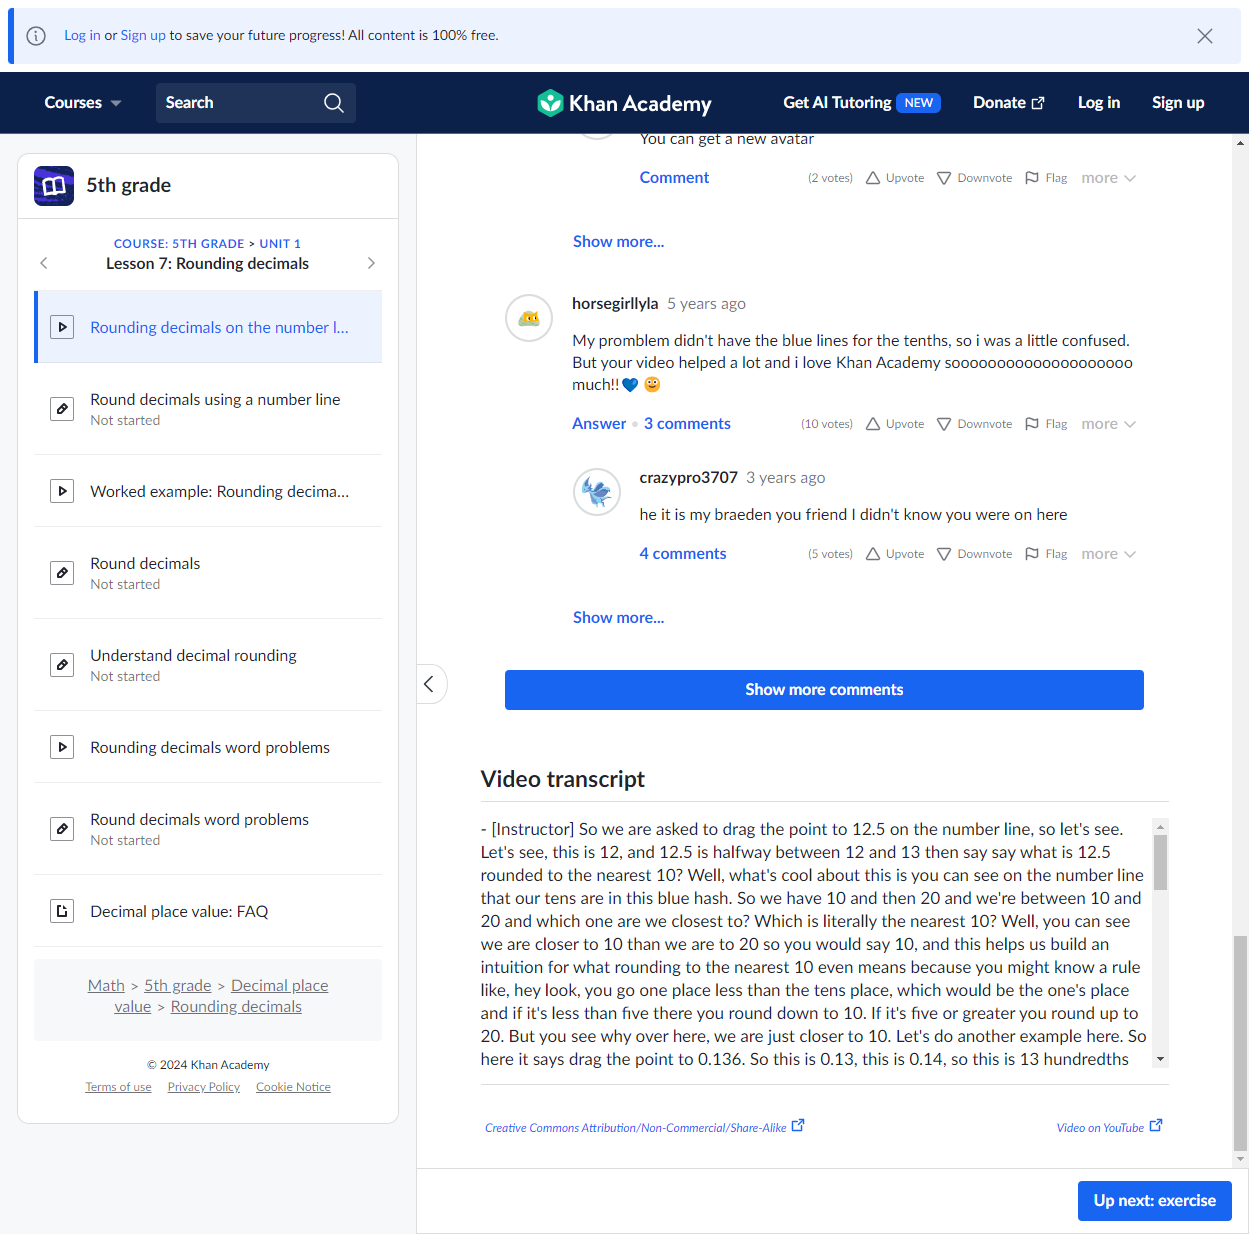 Log in or Sign up to save your future progress! All content is 100% free.
Courses
Search
Khan Academy
Get AI Tutoring NEW
Donate
Log in
Sign up
5th grade
COURSE: 5TH GRADE > UNIT 1
Lesson 7: Rounding decimals
Rounding decimals on the number l...
Round decimals using a number line
Not started
Worked example: Rounding decima...
Round decimals
Not started
Understand decimal rounding
Not started
Rounding decimals word problems
Round decimals word problems
Not started
Decimal place value: FAQ
Math > 5th grade > Decimal place
value > Rounding decimals
© 2024 Khan Academy
Terms of use Privacy Policy Cookie Notice
You can get a new avatar
Comment (2 votes) Upvote Downvote Flag more
Show more...
horsegirllyla 5 years ago
My promblem didn't have the blue lines for the tenths, so i was a little confused.
But your video helped a lot and i love Khan Academy soooooooooooooooooooo
much!!💙 🙂
Answer • 3 comments (10 votes) Upvote Downvote Flag more
crazypro3707 3 years ago
he it is my braeden you friend I didn't know you were on here
4 comments (5 votes) Upvote Downvote Flag more
Show more...
Show more comments
Video transcript
- [Instructor] So we are asked to drag the point to 12.5 on the number line, so let's see.
Let's see, this is 12, and 12.5 is halfway between 12 and 13 then say say what is 12.5
rounded to the nearest 10? Well, what's cool about this is you can see on the number line
that our tens are in this blue hash. So we have 10 and then 20 and we're between 10 and
20 and which one are we closest to? Which is literally the nearest 10? Well, you can see
we are closer to 10 than we are to 20 so you would say 10, and this helps us build an
intuition for what rounding to the nearest 10 even means because you might know a rule
like, hey look, you go one place less than the tens place, which would be the one's place
and if it's less than five there you round down to 10. If it's five or greater you round up to
20. But you see why over here, we are just closer to 10. Let's do another example here. So
here it says drag the point to 0.136. So this is 0.13, this is 0.14, so this is 13 hundredths
Creative Commons Attribution/Non-Commercial/Share-Alike
Video on YouTube
Up next: exercise